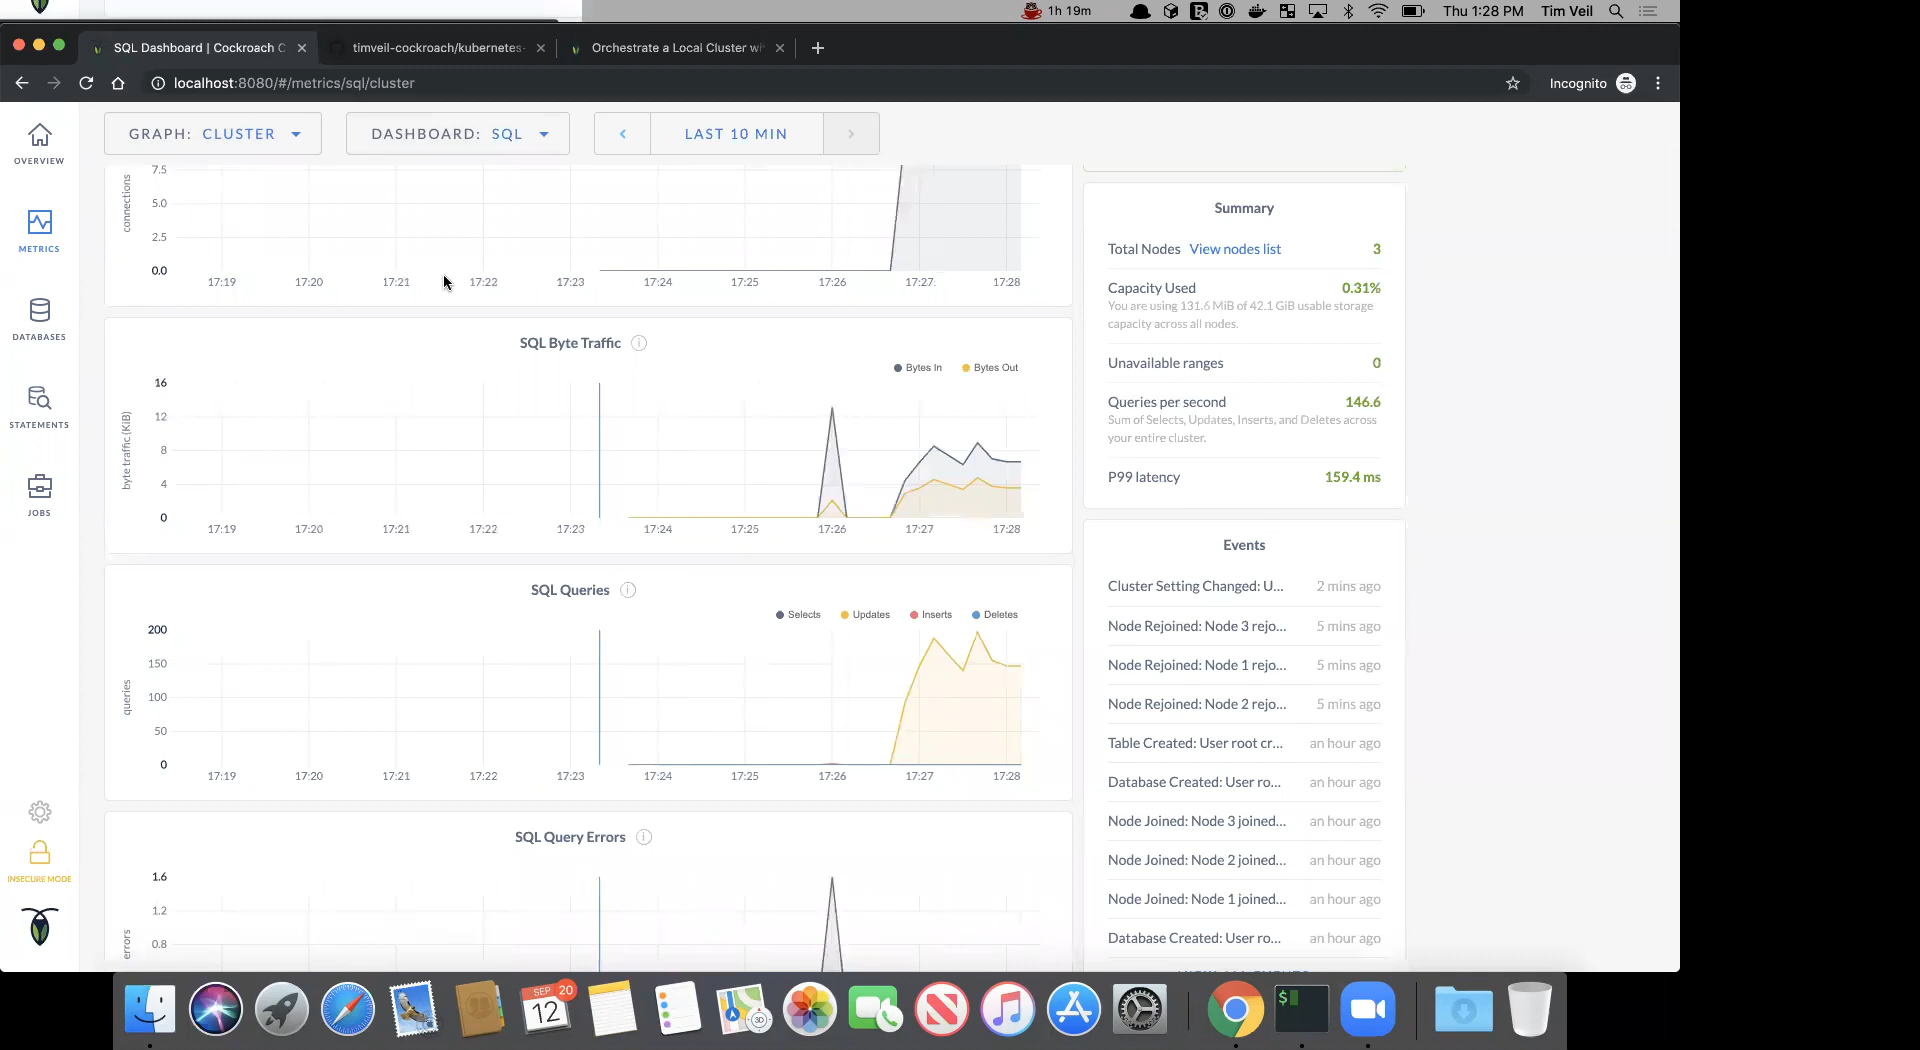 1h 19m
Thu 1:28 PM
Tim Veil
SQL Dashboard | Cockroach C
timveil-cockroach/kubernetes-
Orchestrate a Local Cluster wi
localhost:8080/#/metrics/sql/cluster
Incognito
GRAPH: CLUSTER
DASHBOARD: SQL
LAST 10 MIN
OVERVIEW
METRICS
DATABASES
STATEMENTS
JOBS
INSECURE MODE
connections
7.5
5.0
2.5
0.0
17:19 17:20 17:21 17:22 17:23 17:24 17:25 17:26 17:27 17:28
SQL Byte Traffic
Bytes In Bytes Out
byte traffic (KiB)
16
12
8
4
0
17:19 17:20 17:21 17:22 17:23 17:24 17:25 17:26 17:27 17:28
SQL Queries
Selects Updates Inserts Deletes
queries
200
150
100
50
0
17:19 17:20 17:21 17:22 17:23 17:24 17:25 17:26 17:27 17:28
SQL Query Errors
errors
1.6
1.2
0.8
Summary
Total Nodes View nodes list 3
Capacity Used 0.31%
You are using 131.6 MiB of 42.1 GiB usable storage
capacity across all nodes.
Unavailable ranges 0
Queries per second 146.6
Sum of Selects, Updates, Inserts, and Deletes across
your entire cluster.
P99 latency 159.4 ms
Events
Cluster Setting Changed: U... 2 mins ago
Node Rejoined: Node 3 rejo... 5 mins ago
Node Rejoined: Node 1 rejo... 5 mins ago
Node Rejoined: Node 2 rejo... 5 mins ago
Table Created: User root cr... an hour ago
Database Created: User ro... an hour ago
Node Joined: Node 3 joined... an hour ago
Node Joined: Node 2 joined... an hour ago
Node Joined: Node 1 joined... an hour ago
Database Created: User ro... an hour ago
SEP
12
20
3D
$